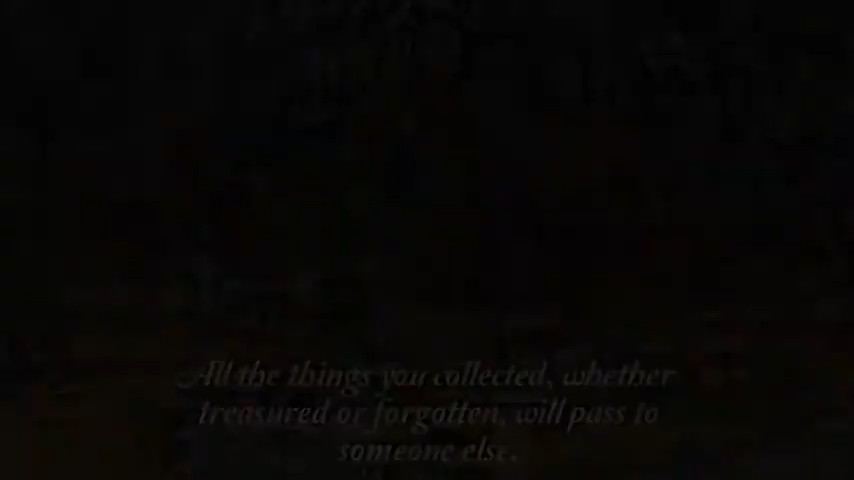 All the things you collected, whether
treasured or forgotten, will pass to
someone else.